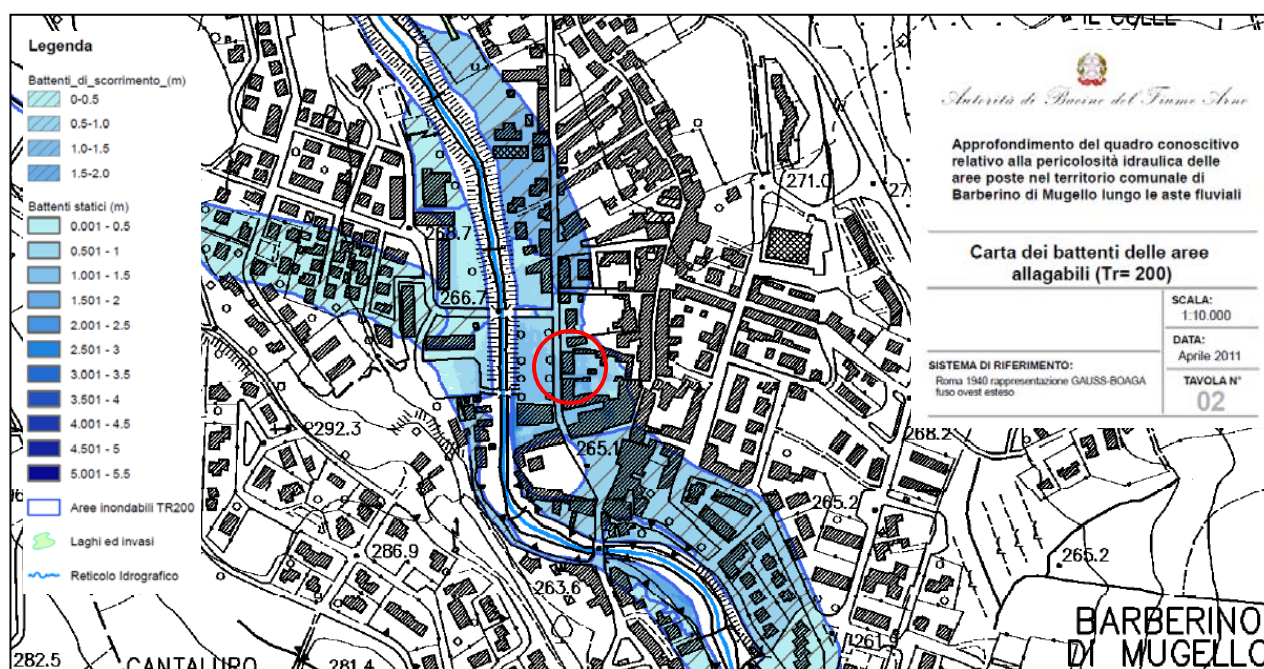 Legenda
Battenti_di_scorrimento_(m)
0-0.5
0.5-1.0
1.0-1.5
1.5-2.0
Battenti statici (m)
0.001 - 0.5
0.501 - 1
1.001 - 1.5
1.501 - 2
2.001 - 2.5
2.501 - 3
3.001 - 3.5
3.501 - 4
4.001 - 4.5
4.501 - 5
5.001 - 5.5
Aree inondabili TR200
Laghi ed invasi
Reticolo Idrografico
Autorità di Bacino del Fiume Arno
Approfondimento del quadro conoscitivo
relativo alla pericolosità idraulica delle
aree poste nel territorio comunale di
Barberino di Mugello lungo le aste fluviali
Carta dei battenti delle aree
allagabili (Tr= 200)
SCALA:
1:10.000
DATA:
Aprile 2011
SISTEMA DI RIFERIMENTO:
Roma 1940 rappresentazione GAUSS-BOAGA
fuso ovest esteso
TAVOLA N°
02
IL COLLE
271.0
268.7
266.7
292.3
265.1
268.2
265.2
265.2
286.9
263.6
261.9
282.5
CANTALUPO
281.4
BARBERINO
DI MUGELLO